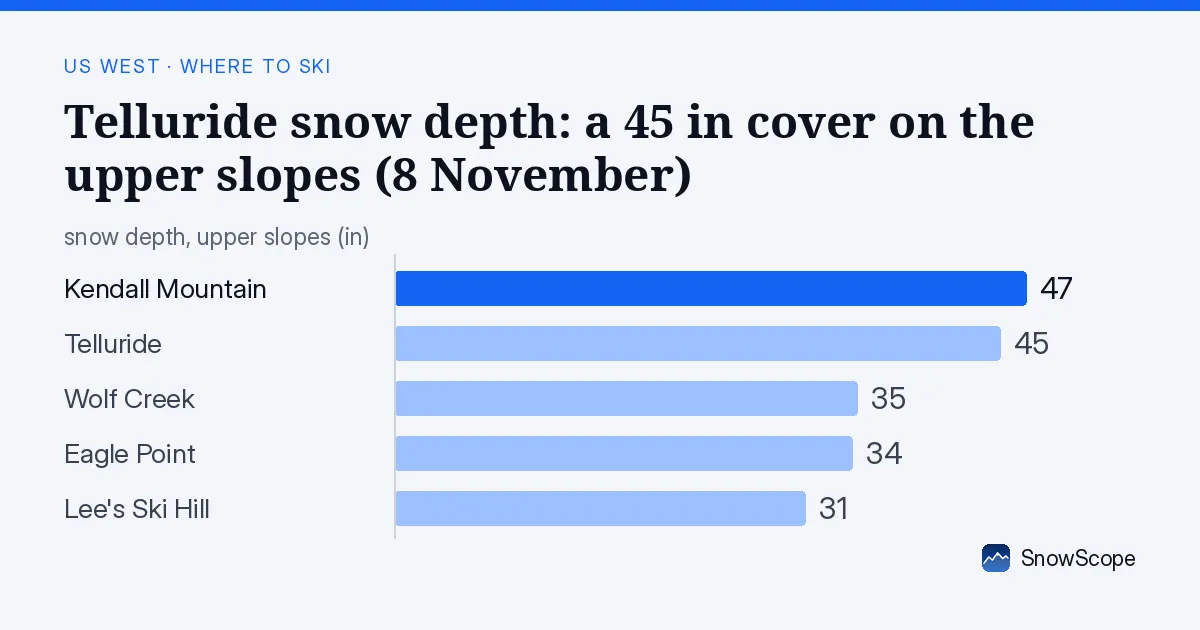 US WEST · WHERE TO SKI
Telluride snow depth: a 45 in cover on the
upper slopes (8 November)
snow depth, upper slopes (in)
Kendall Mountain 47
Telluride 45
Wolf Creek 35
Eagle Point 34
Lee's Ski Hill 31
SnowScope